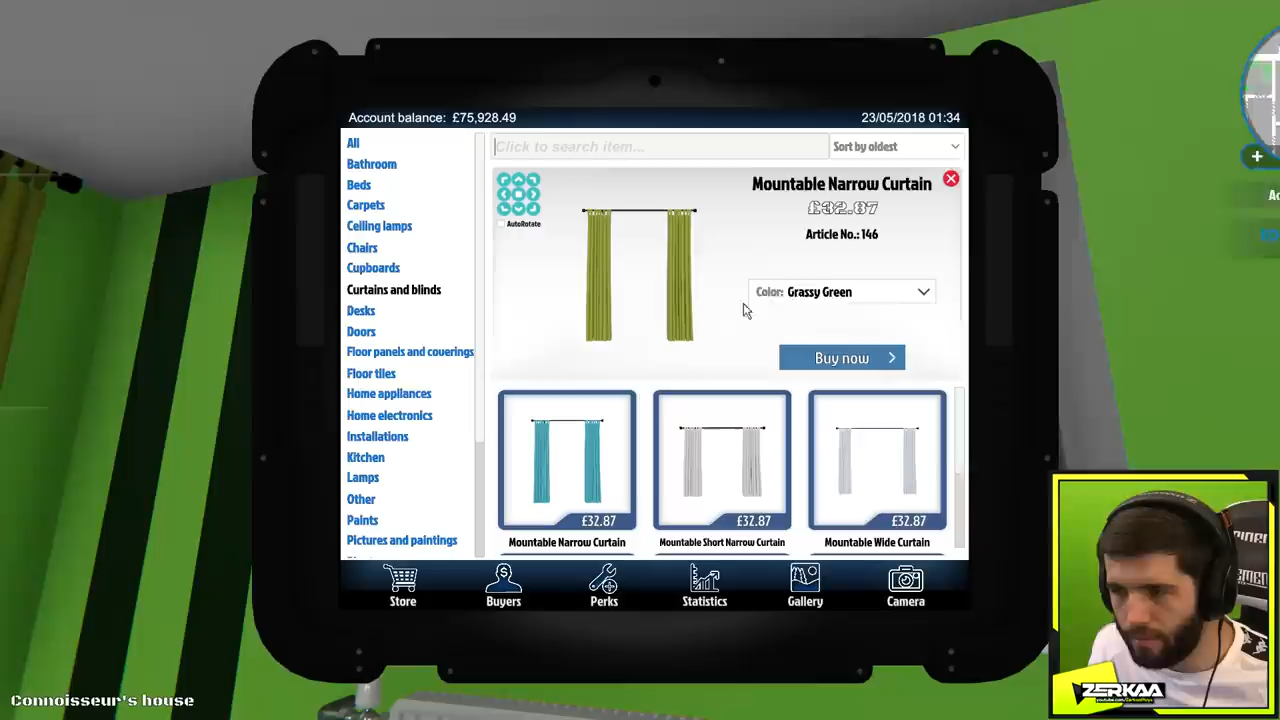 Account balance: £75,928.49
23/05/2018 01:34
All
Bathroom
Beds
Carpets
Ceiling lamps
Chairs
Cupboards
Curtains and blinds
Desks
Doors
Floor panels and coverings
Floor tiles
Home appliances
Home electronics
Installations
Kitchen
Lamps
Other
Paints
Pictures and paintings
Click to search item...
Sort by oldest
AutoRotate
Mountable Narrow Curtain
£32.87
Article No.: 146
Color: Grassy Green
Buy now
£32.87
£32.87
£32.87
Mountable Narrow Curtain
Mountable Short Narrow Curtain
Mountable Wide Curtain
Store
Buyers
Perks
Statistics
Gallery
Camera
Connoisseur's house
ZERKAA